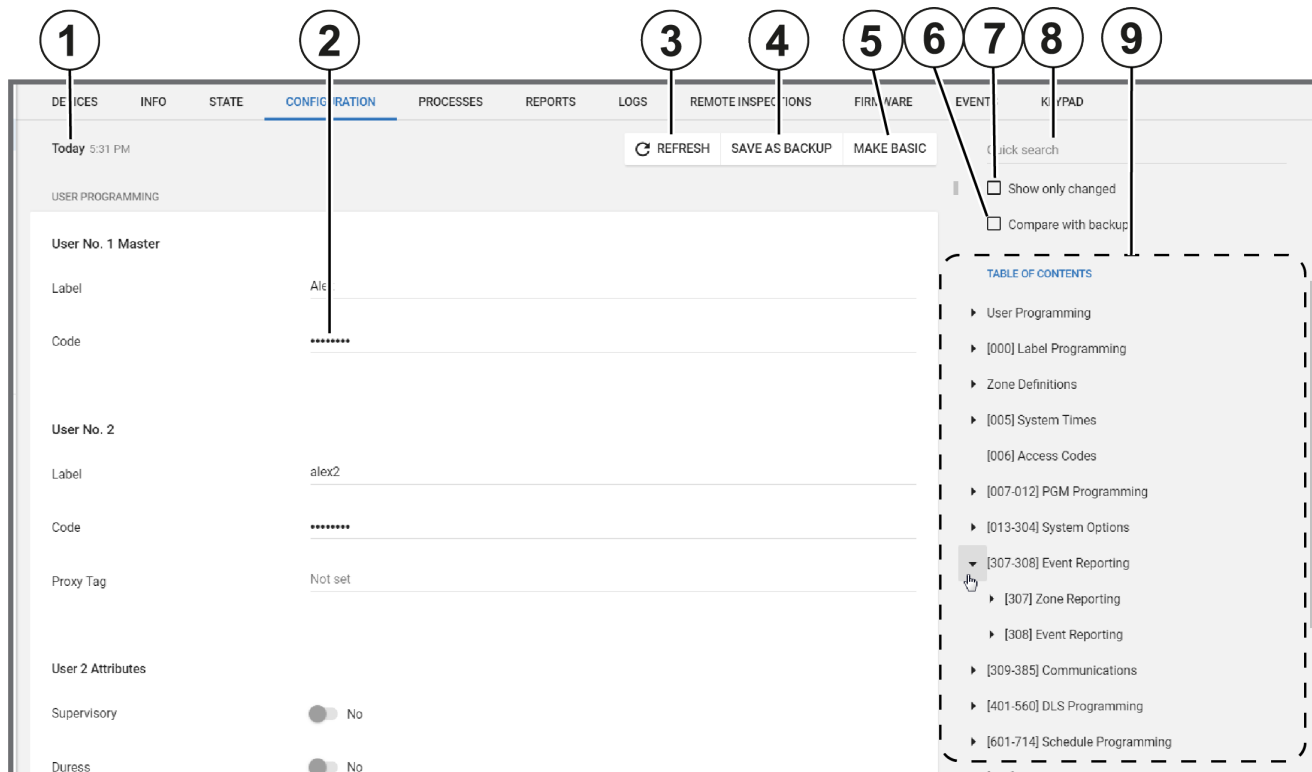 1 2 3 4 5 6 7 8 9
DEVICES INFO STATE CONFIGURATION PROCESSES REPORTS LOGS REMOTE INSPECTIONS FIRMWARE EVENTS KEYPAD
Today 5:31 PM
REFRESH SAVE AS BACKUP MAKE BASIC
USER PROGRAMMING
User No. 1 Master
Label
Code ••••••••
User No. 2
Label alex2
Code ••••••••
Proxy Tag Not set
User 2 Attributes
Supervisory No
Duress No
Quick search
Show only changed
Compare with backup
TABLE OF CONTENTS
User Programming
[000] Label Programming
Zone Definitions
[005] System Times
[006] Access Codes
[007-012] PGM Programming
[013-304] System Options
[307-308] Event Reporting
[307] Zone Reporting
[308] Event Reporting
[309-385] Communications
[401-560] DLS Programming
[601-714] Schedule Programming